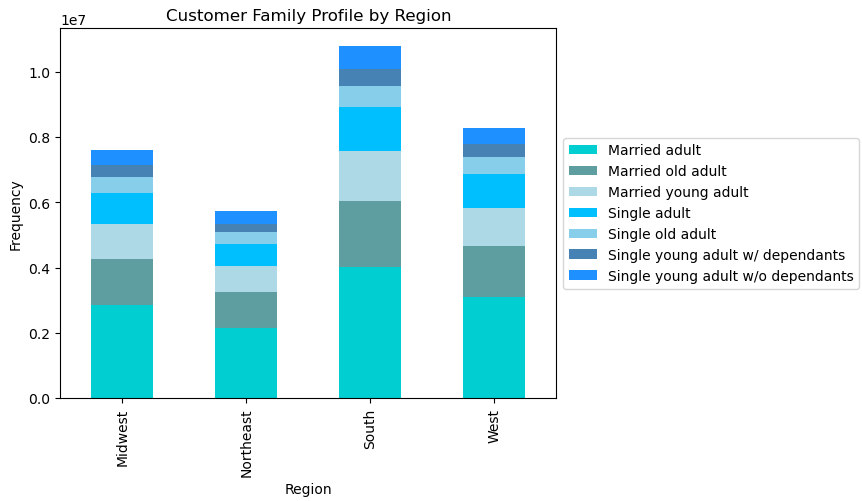 Customer Family Profile by Region
1e7
1.0
0.8
0.6
0.4
0.2
0.0
Frequency
Midwest
Northeast
South
West
Region
Married adult
Married old adult
Married young adult
Single adult
Single old adult
Single young adult w/ dependants
Single young adult w/o dependants